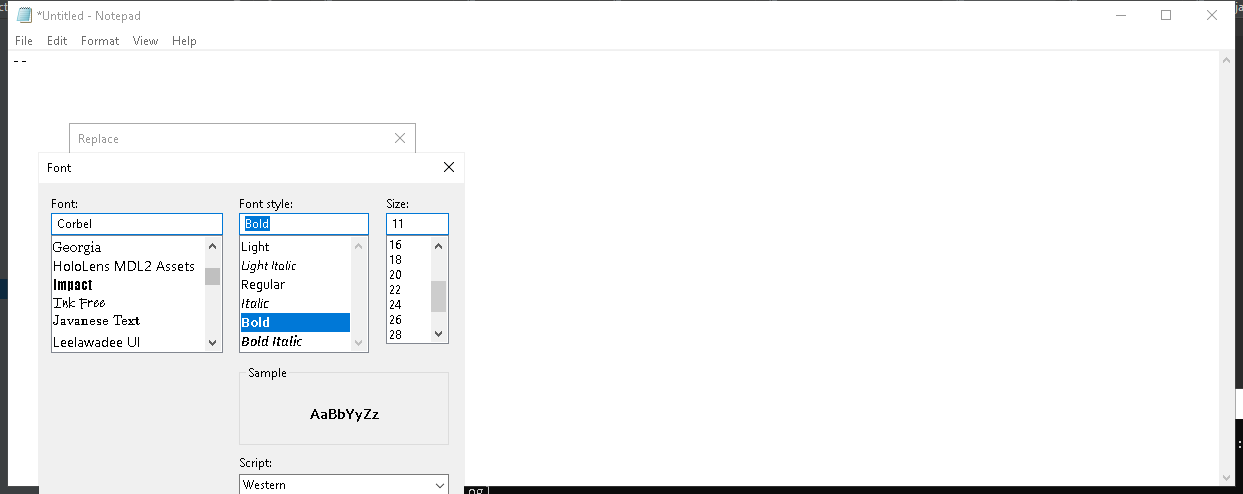 *Untitled - Notepad
File Edit Format View Help
--
Replace
Font
Font: Font style: Size:
Corbel Bold 11
Georgia
HoloLens MDL2 Assets
Impact
Ink Free
Javanese Text
Leelawadee UI
Light
Light Italic
Regular
Italic
Bold
Bold Italic
16
18
20
22
24
26
28
Sample
AaBbYyZz
Script:
Western